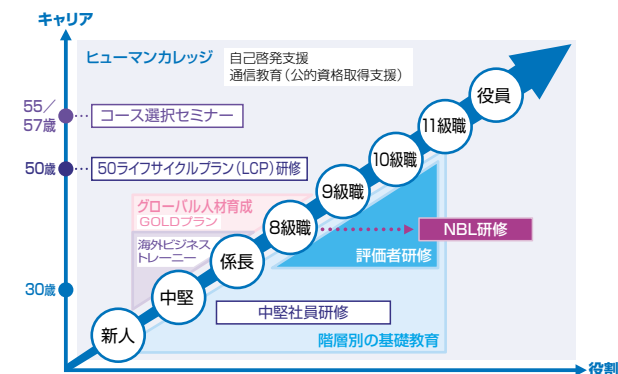 キャリア
ヒューマンカレッジ
自己啓発支援
通信教育（公的資格取得支援）
役員
55／
57歳
コース選択セミナー
11級職
10級職
50歳
50ライフサイクルプラン（LCP）研修
9級職
グローバル人材育成
GOLDプラン
8級職
NBL研修
海外ビジネス
トレーニー
係長
評価者研修
30歳
中堅
中堅社員研修
新人
階層別の基礎教育
役割